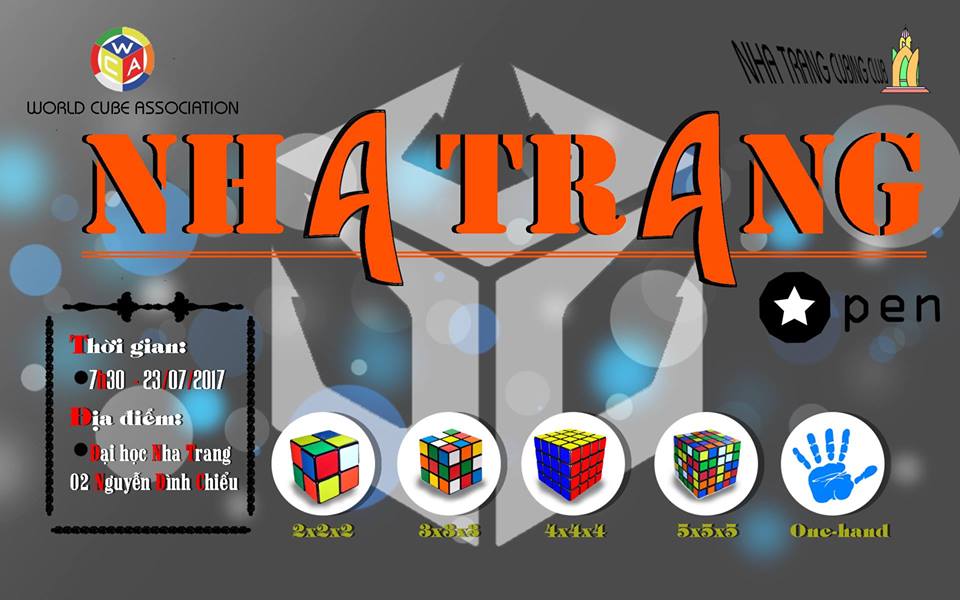 WCA
WORLD CUBE ASSOCIATION
NHA TRANG CUBING CLUB
NHA TRANG
Open
Thời gian:
7h30 - 23/07/2017
Địa điểm:
Đại học Nha Trang
02 Nguyễn Đình Chiểu
2x2x2
3x3x3
4x4x4
5x5x5
One-hand